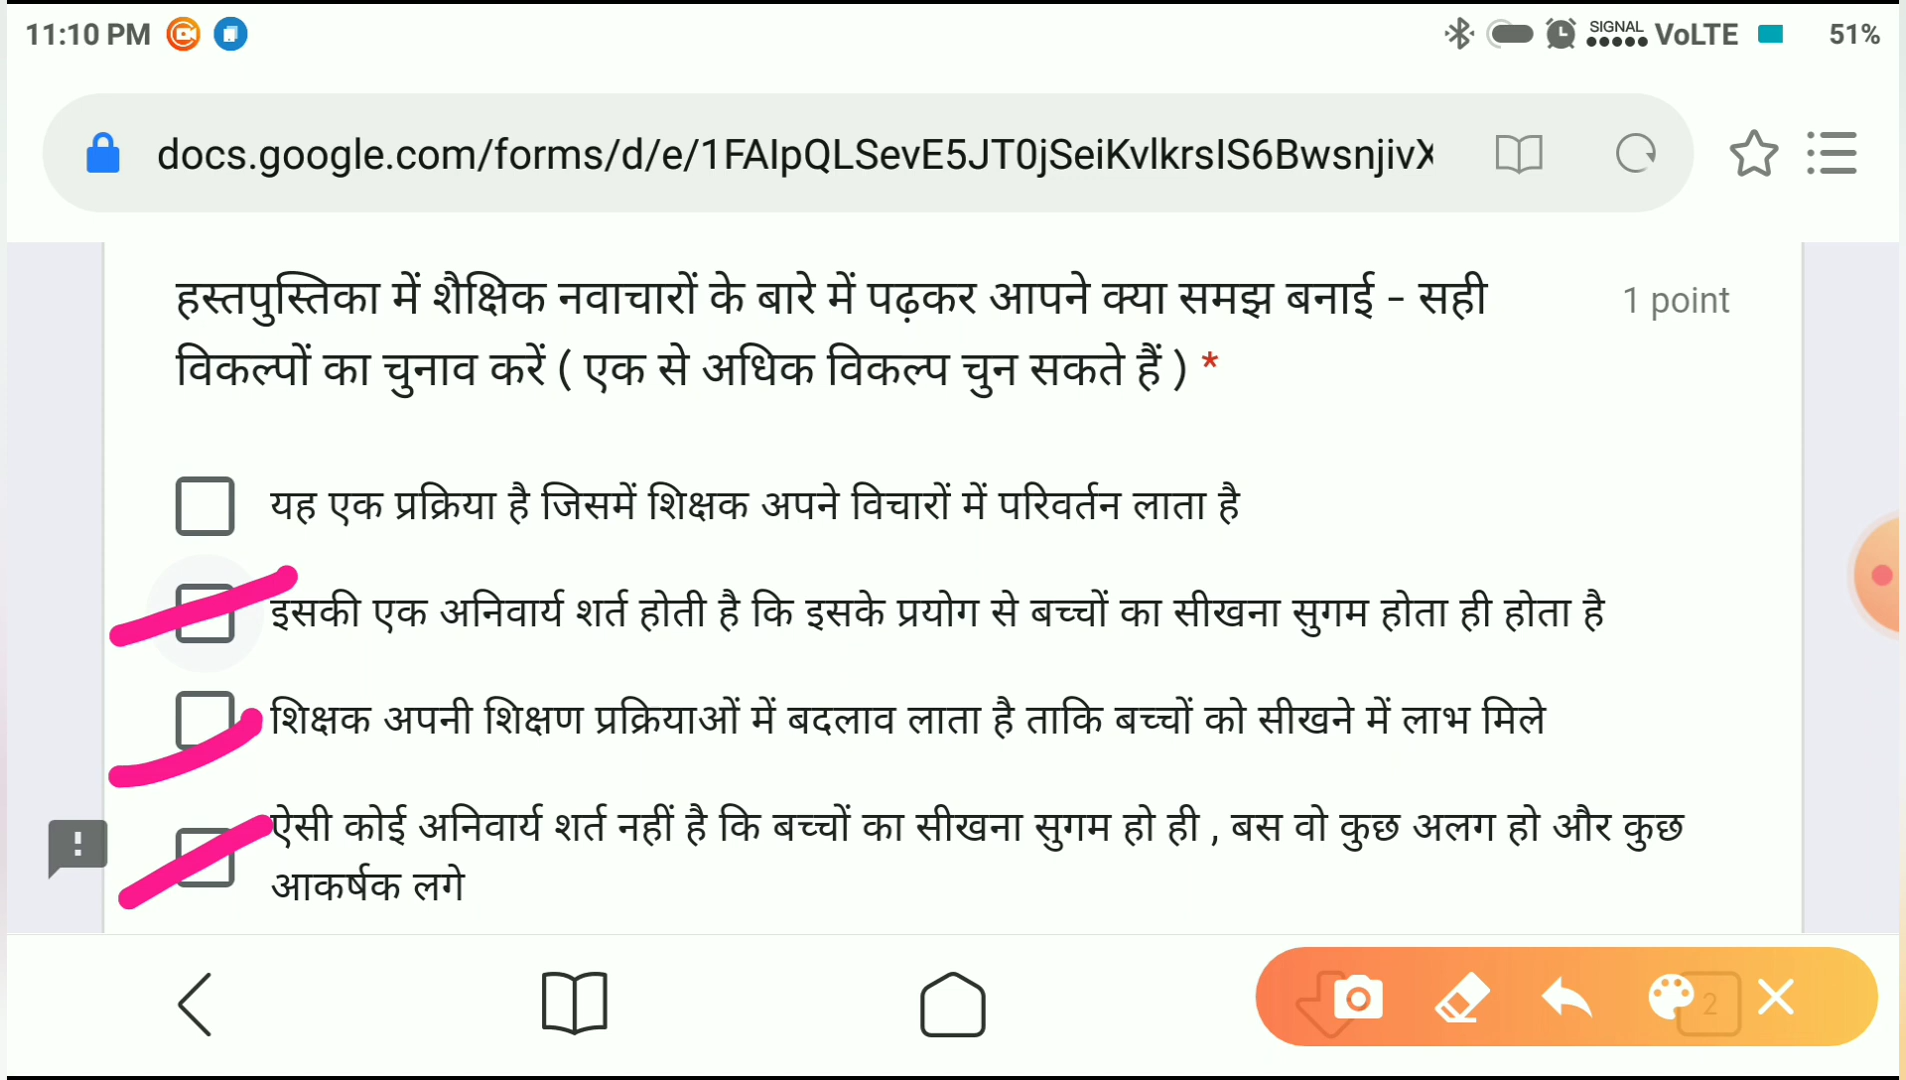 11:10 PM
SIGNAL VoLTE 51%
docs.google.com/forms/d/e/1FAIpQLSevE5JT0jSeiKvlkrsIS6BwsnjivX
हस्तपुस्तिका में शैक्षिक नवाचारों के बारे में पढ़कर आपने क्या समझ बनाई - सही 1 point
विकल्पों का चुनाव करें ( एक से अधिक विकल्प चुन सकते हैं ) *
यह एक प्रक्रिया है जिसमें शिक्षक अपने विचारों में परिवर्तन लाता है
इसकी एक अनिवार्य शर्त होती है कि इसके प्रयोग से बच्चों का सीखना सुगम होता ही होता है
शिक्षक अपनी शिक्षण प्रक्रियाओं में बदलाव लाता है ताकि बच्चों को सीखने में लाभ मिले
ऐसी कोई अनिवार्य शर्त नहीं है कि बच्चों का सीखना सुगम हो ही , बस वो कुछ अलग हो और कुछ
आकर्षक लगे
2